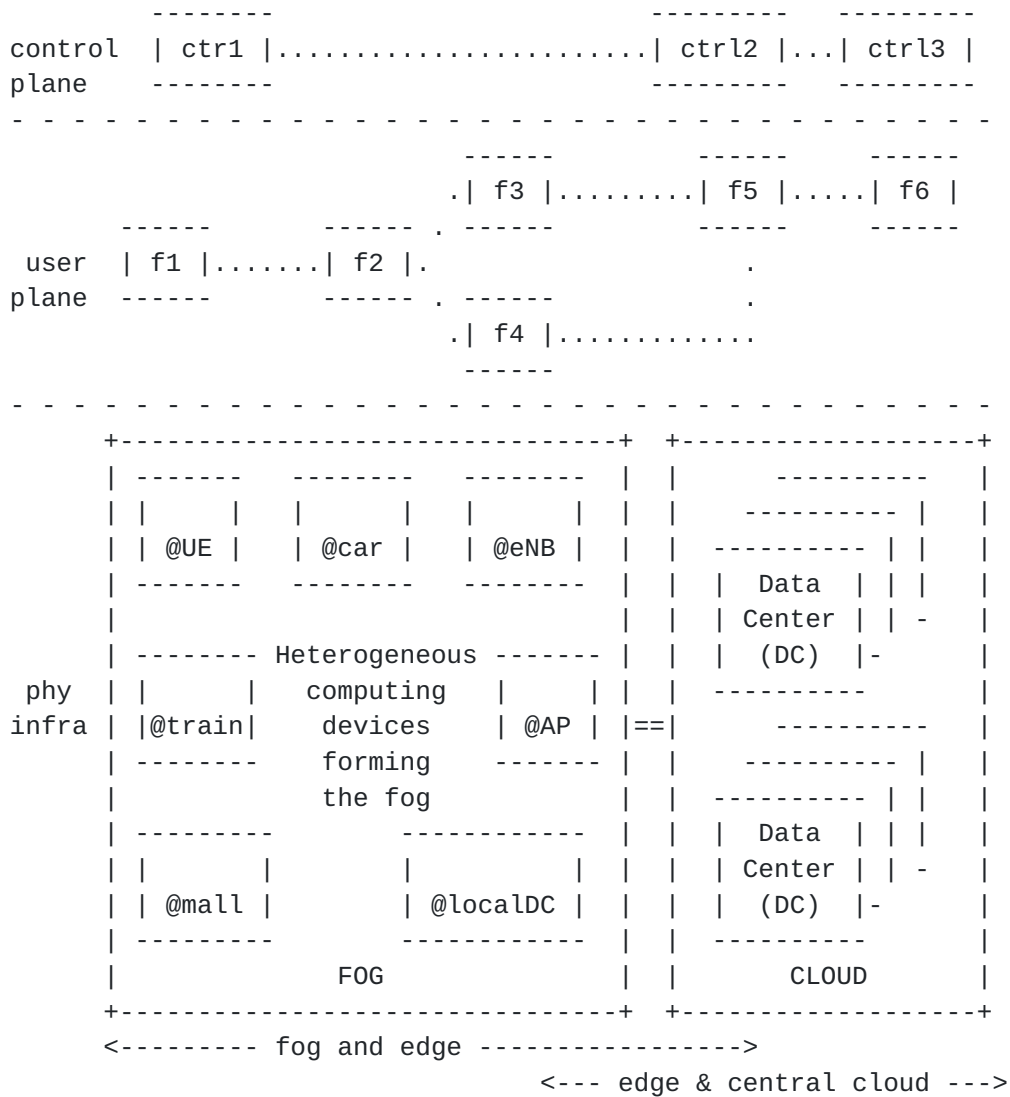 control | ctr1 |........................| ctrl2 |...| ctrl3 |
plane
.| f3 |.........| f5 |.....| f6 |
user | f1 |.......| f2 |.
plane
.| f4 |.............
| @UE | | @car | | @eNB |
Data
Center
Heterogeneous (DC)
phy computing
infra |@train| devices | @AP | |==|
forming
the fog
Data
Center
| @mall | | @localDC | (DC)
FOG CLOUD
<--------- fog and edge ----------------->
<--- edge & central cloud --->